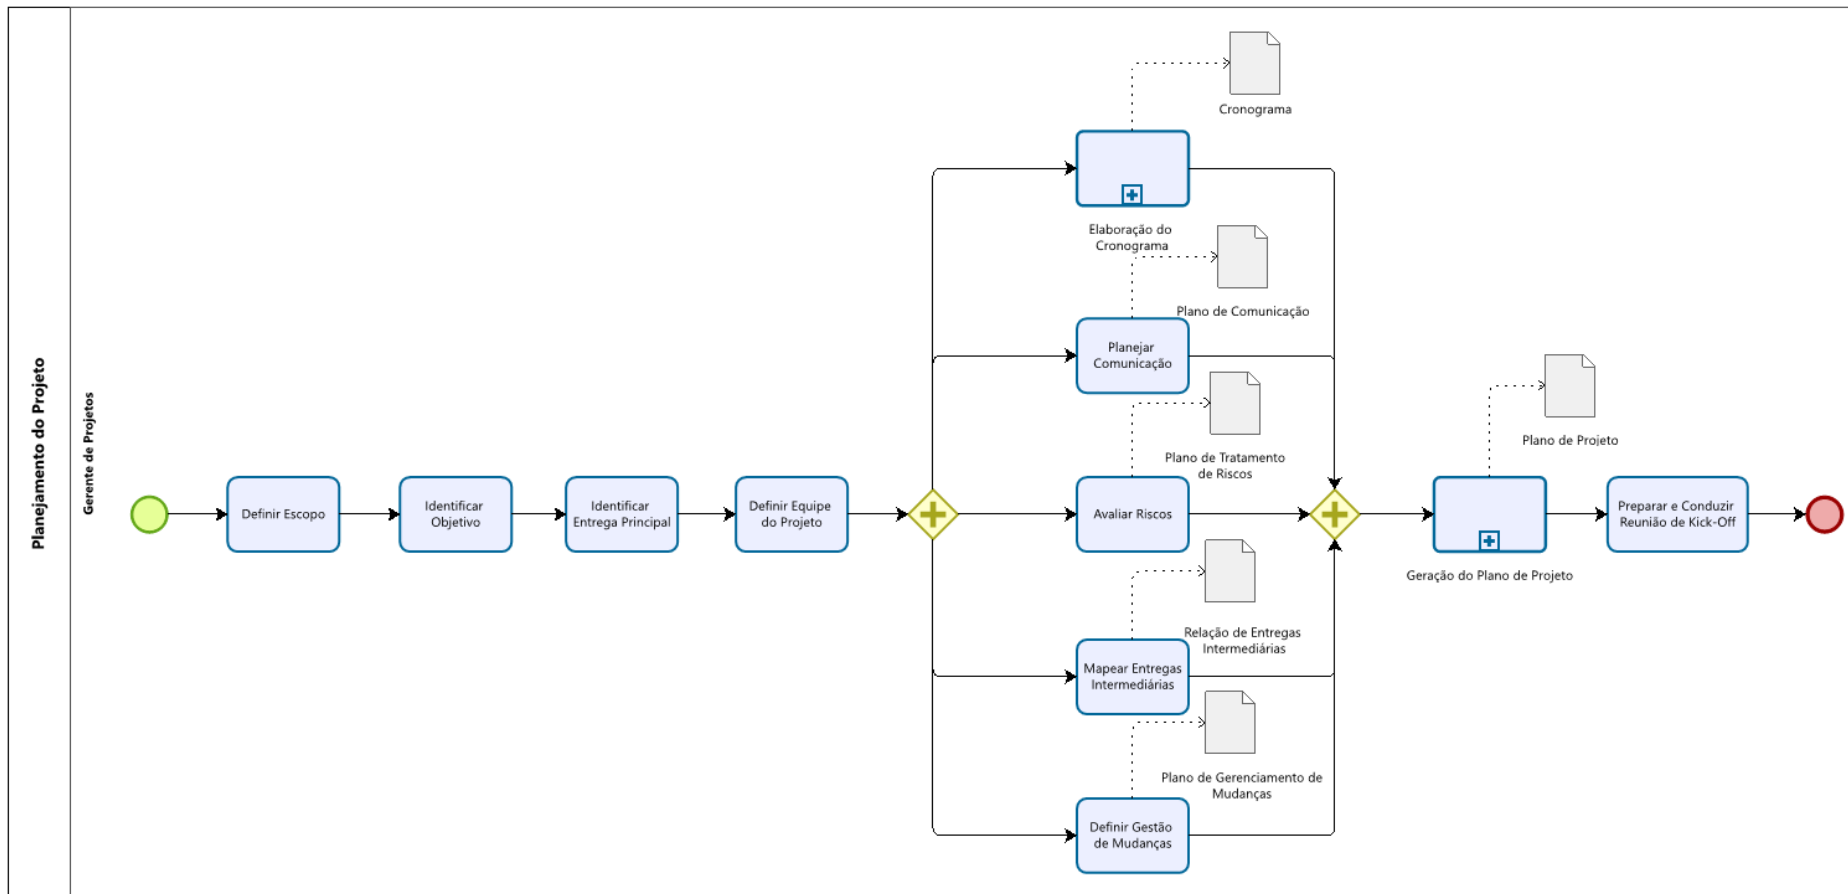 Planejamento do Projeto
Gerente de Projetos
Definir Escopo
Identificar
Objetivo
Identificar
Entrega Principal
Definir Equipe
do Projeto
Cronograma
Elaboração do
Cronograma
Plano de Comunicação
Planejar
Comunicação
Plano de Tratamento
de Riscos
Avaliar Riscos
Relação de Entregas
Intermediárias
Mapear Entregas
Intermediárias
Plano de Gerenciamento de
Mudanças
Definir Gestão
de Mudanças
Plano de Projeto
Geração do Plano de Projeto
Preparar e Conduzir
Reunião de Kick-Off